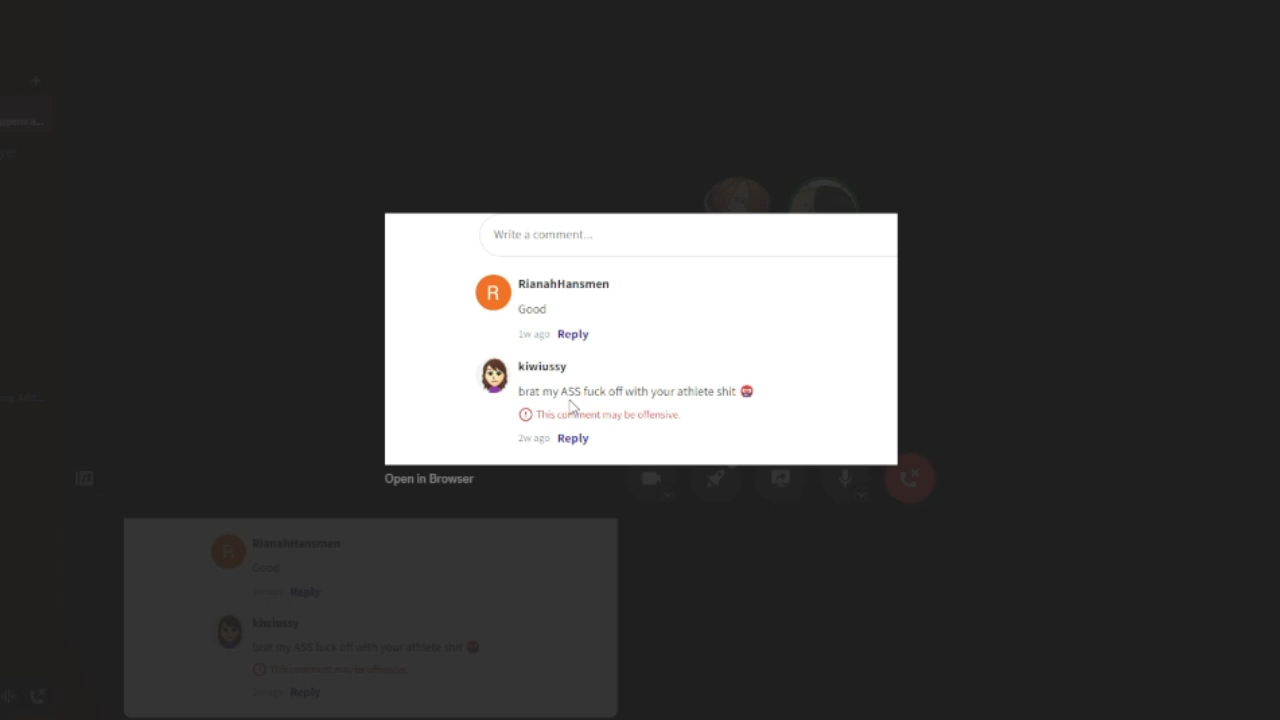 Write a comment...
RianahHansmen
Good
1w ago Reply
kiwiussy
brat my ASS fuck off with your athlete shit
This comment may be offensive.
2w ago Reply
Open in Browser
RianahHansmen
Good
Reply
kiwiussy
brat my ASS fuck off with your athlete shit
This comment may be offensive.
Reply